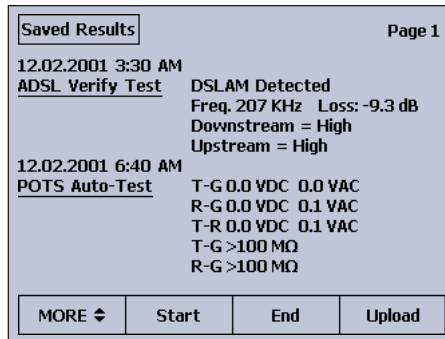 Saved Results Page 1
12.02.2001 3:30 AM
ADSL Verify Test DSLAM Detected
Freq. 207 KHz Loss: -9.3 dB
Downstream = High
Upstream = High
12.02.2001 6:40 AM
POTS Auto-Test T-G 0.0 VDC 0.0 VAC
R-G 0.0 VDC 0.1 VAC
T-R 0.0 VDC 0.1 VAC
T-G >100 MΩ
R-G >100 MΩ
MORE Start End Upload